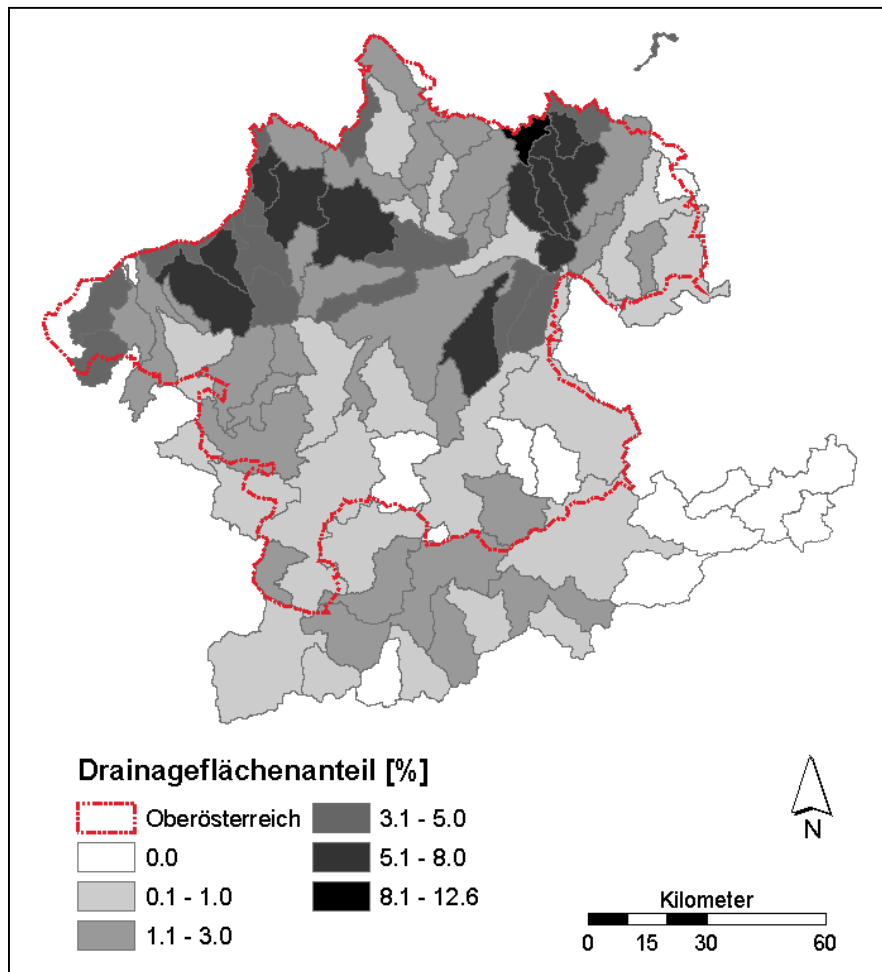 Drainageflächenanteil [%]
Oberösterreich
0.0
0.1 - 1.0
1.1 - 3.0
3.1 - 5.0
5.1 - 8.0
8.1 - 12.6
N
Kilometer
0 15 30 60